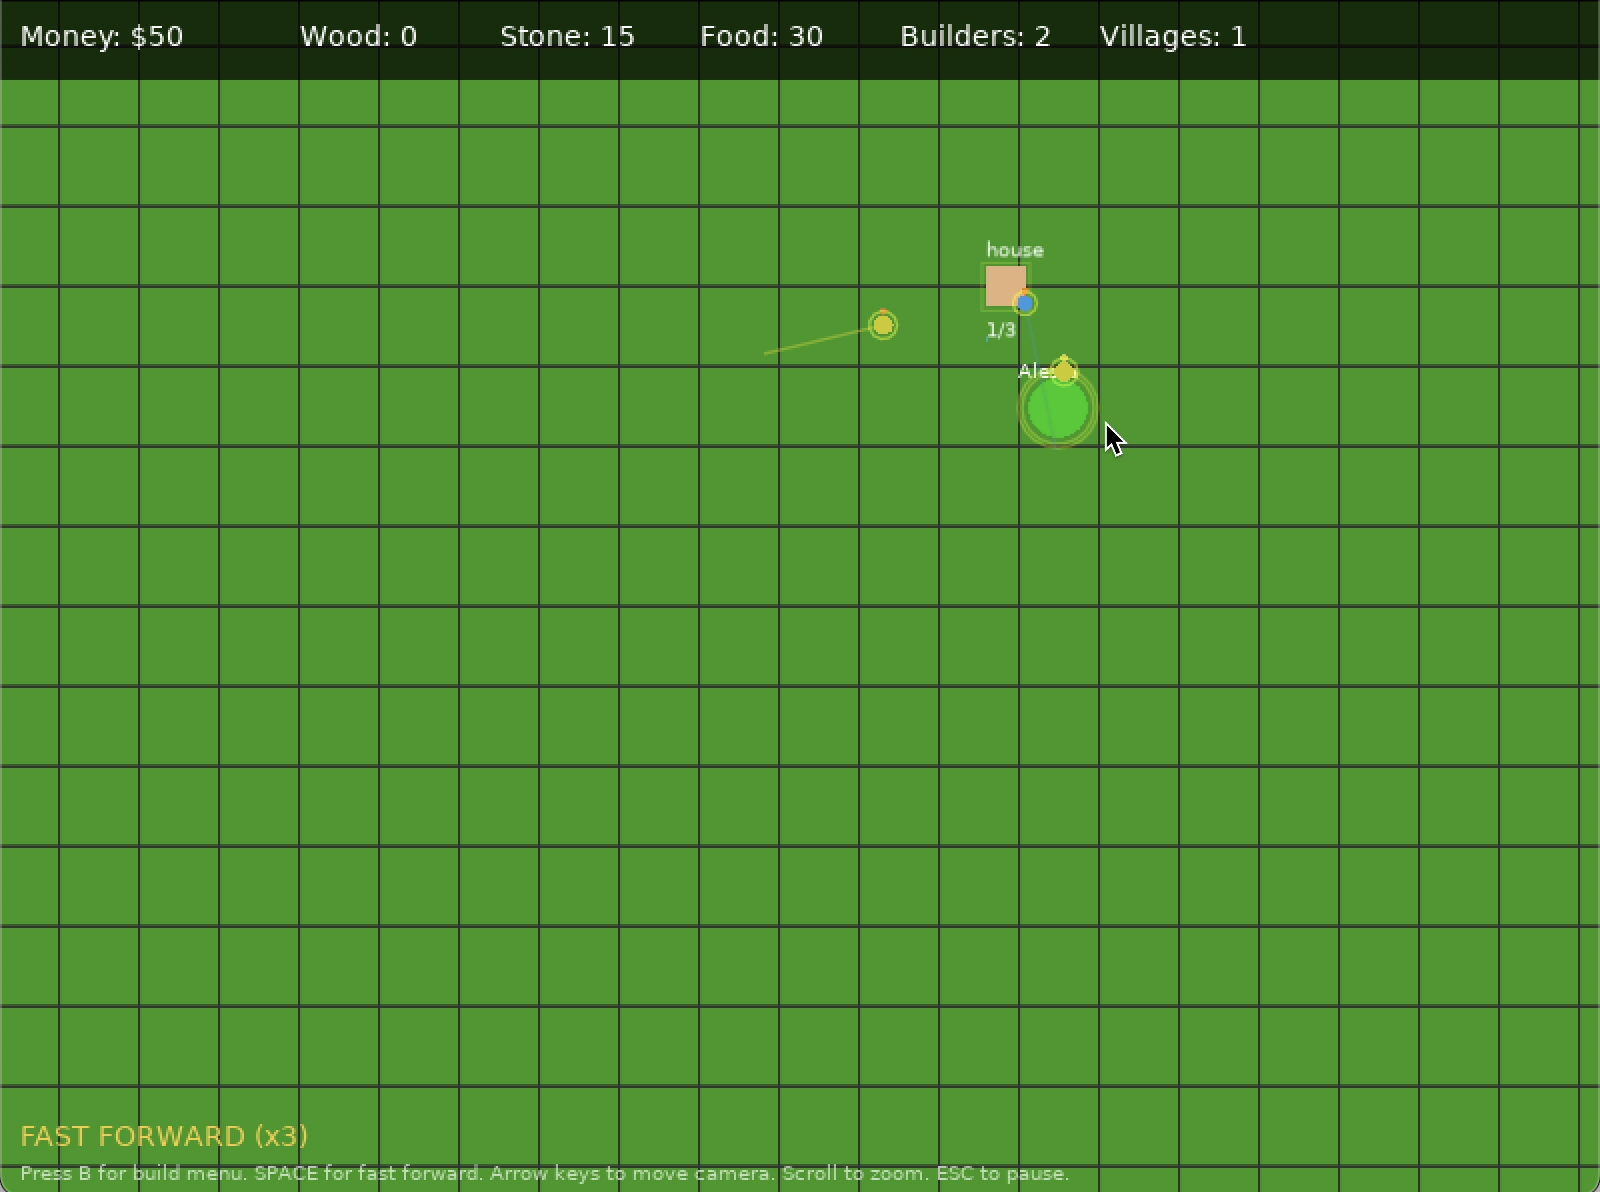 Money: $50 Wood: 0 Stone: 15 Food: 30 Builders: 2 Villages: 1
house
1/3
FAST FORWARD (x3)
Press B for build menu. SPACE for fast forward. Arrow keys to move camera. Scroll to zoom. ESC to pause.